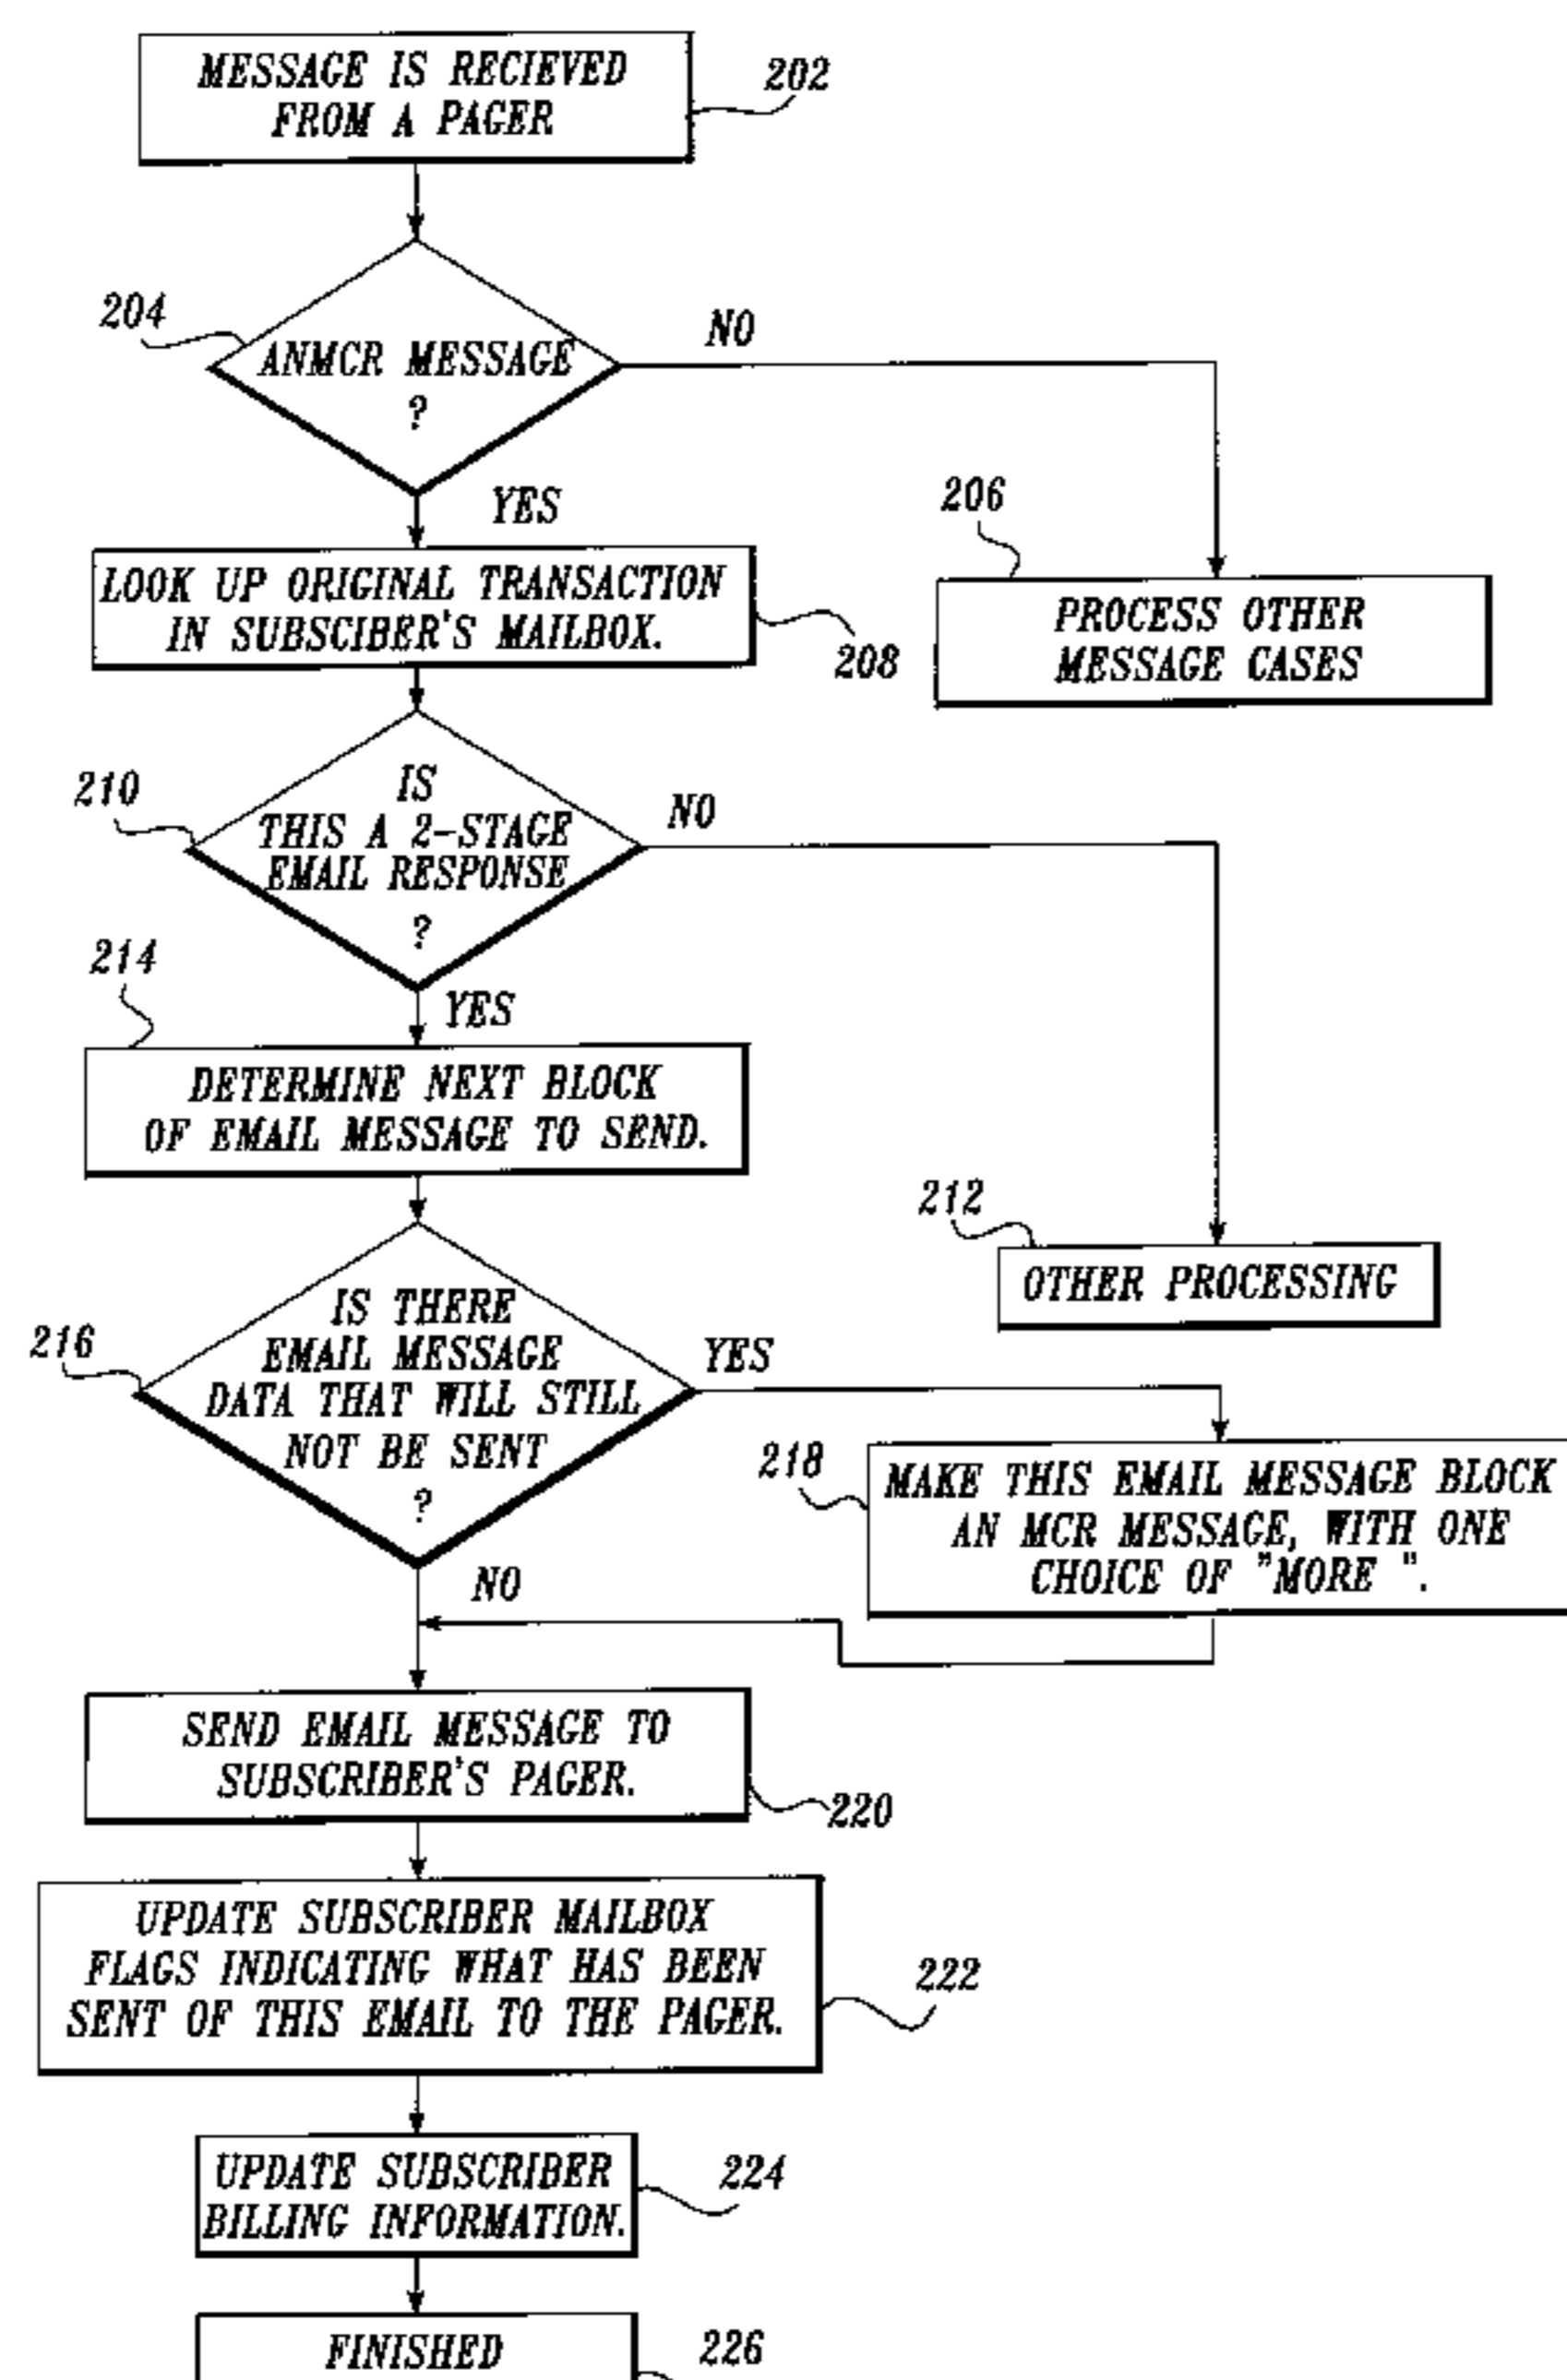 MESSAGE IS RECIEVED
FROM A PAGER
202
204
ANMCR MESSAGE
?
NO
YES
206
LOOK UP ORIGINAL TRANSACTION
IN SUBSCIBER'S MAILBOX.
208
PROCESS OTHER
MESSAGE CASES
210
IS
THIS A 2-STAGE
EMAIL RESPONSE
?
NO
214
YES
DETERMINE NEXT BLOCK
OF EMAIL MESSAGE TO SEND.
212
OTHER PROCESSING
216
IS THERE
EMAIL MESSAGE
DATA THAT WILL STILL
NOT BE SENT
?
YES
218
MAKE THIS EMAIL MESSAGE BLOCK
AN MCR MESSAGE, WITH ONE
CHOICE OF "MORE ".
NO
SEND EMAIL MESSAGE TO
SUBSCRIBER'S PAGER.
220
UPDATE SUBSCRIBER MAILBOX
FLAGS INDICATING WHAT HAS BEEN
SENT OF THIS EMAIL TO THE PAGER.
222
UPDATE SUBSCRIBER
BILLING INFORMATION.
224
FINISHED
226